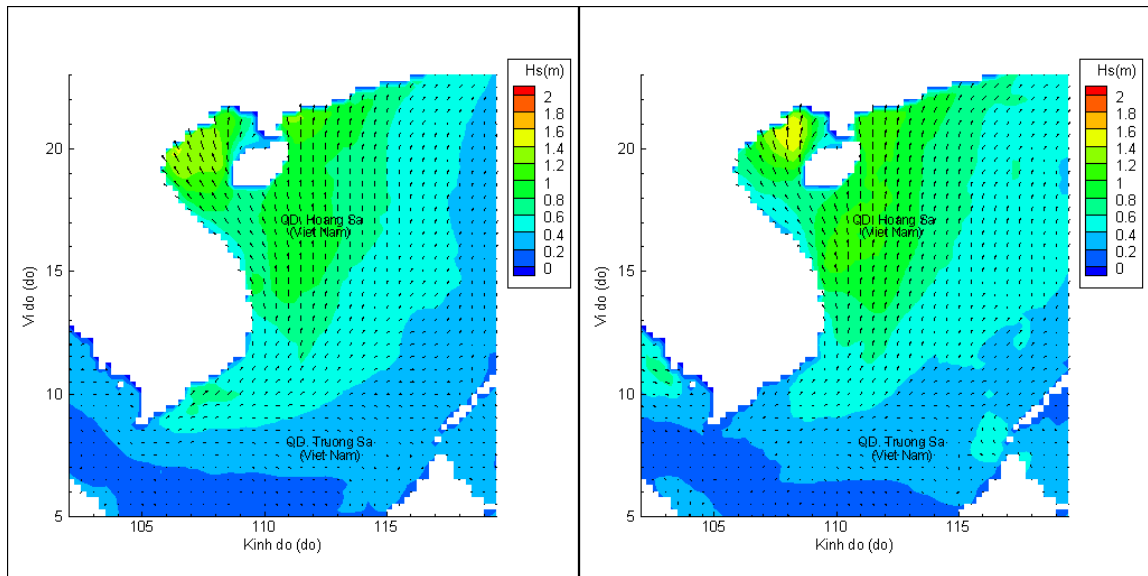 Hs(m)
2
1.8
1.6
1.4
1.2
1
0.8
0.6
0.4
0.2
0
20
15
10
5
Vi do (do)
QD. Hoang Sa
(Viet Nam)
QD. Truong Sa
(Viet Nam)
105
110
115
Kinh do (do)
Hs(m)
2
1.8
1.6
1.4
1.2
1
0.8
0.6
0.4
0.2
0
20
15
10
5
Vi do (do)
QD. Hoang Sa
(Viet Nam)
QD. Truong Sa
(Viet Nam)
105
110
115
Kinh do (do)